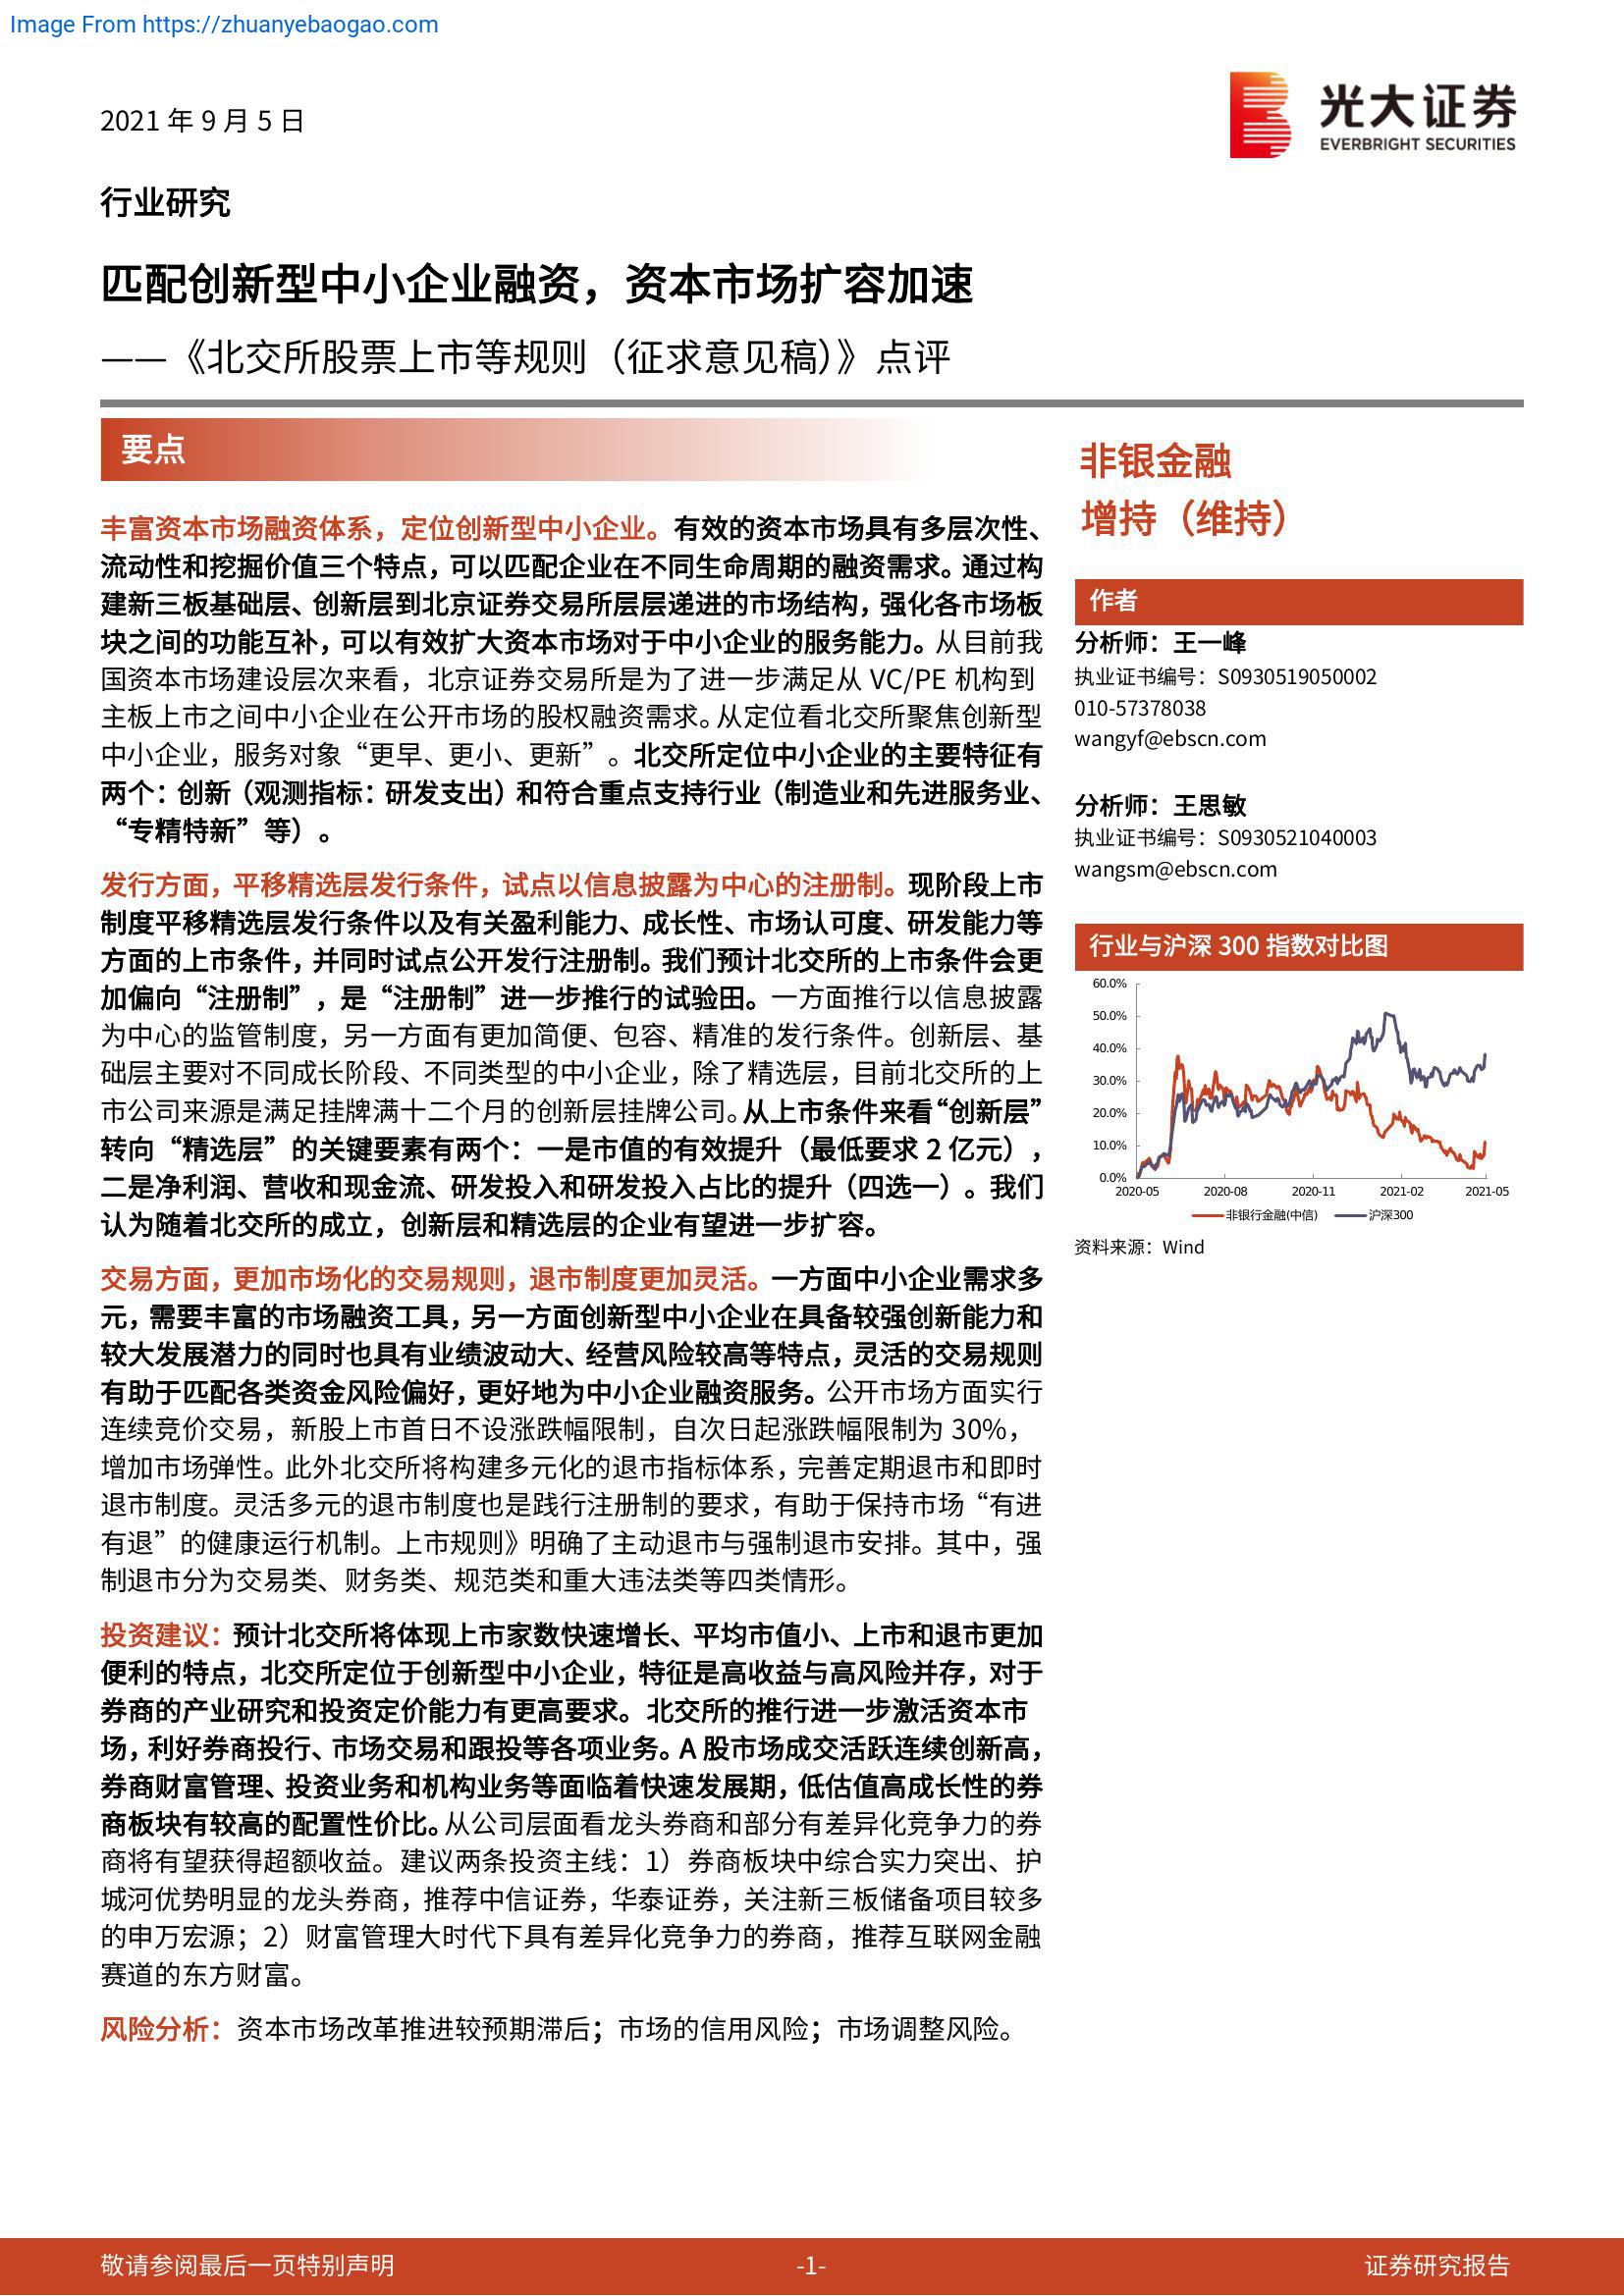 Image From https://zhuanyebaogao.com
2021 年 9 月 5 日
光大证券
EVERBRIGHT SECURITIES
行业研究
匹配创新型中小企业融资，资本市场扩容加速
——《北交所股票上市等规则（征求意见稿）》点评
要点
丰富资本市场融资体系，定位创新型中小企业。有效的资本市场具有多层次性、
流动性和挖掘价值三个特点，可以匹配企业在不同生命周期的融资需求。通过构
建新三板基础层、创新层到北京证券交易所层层递进的市场结构，强化各市场板
块之间的功能互补，可以有效扩大资本市场对于中小企业的服务能力。从目前我
国资本市场建设层次来看，北京证券交易所是为了进一步满足从 VC/PE 机构到
主板上市之间中小企业在公开市场的股权融资需求。从定位看北交所聚焦创新型
中小企业，服务对象“更早、更小、更新”。北交所定位中小企业的主要特征有
两个：创新（观测指标：研发支出）和符合重点支持行业（制造业和先进服务业、
“专精特新”等）。
发行方面，平移精选层发行条件，试点以信息披露为中心的注册制。现阶段上市
制度平移精选层发行条件以及有关盈利能力、成长性、市场认可度、研发能力等
方面的上市条件，并同时试点公开发行注册制。我们预计北交所的上市条件会更
加偏向“注册制”，是“注册制”进一步推行的试验田。一方面推行以信息披露
为中心的监管制度，另一方面有更加简便、包容、精准的发行条件。创新层、基
础层主要对不同成长阶段、不同类型的中小企业，除了精选层，目前北交所的上
市公司来源是满足挂牌满十二个月的创新层挂牌公司。从上市条件来看“创新层”
转向“精选层”的关键要素有两个：一是市值的有效提升（最低要求 2 亿元），
二是净利润、营收和现金流、研发投入和研发投入占比的提升（四选一）。我们
认为随着北交所的成立，创新层和精选层的企业有望进一步扩容。
交易方面，更加市场化的交易规则，退市制度更加灵活。一方面中小企业需求多
元，需要丰富的市场融资工具，另一方面创新型中小企业在具备较强创新能力和
较大发展潜力的同时也具有业绩波动大、经营风险较高等特点，灵活的交易规则
有助于匹配各类资金风险偏好，更好地为中小企业融资服务。公开市场方面实行
连续竞价交易，新股上市首日不设涨跌幅限制，自次日起涨跌幅限制为 30%，
增加市场弹性。此外北交所将构建多元化的退市指标体系，完善定期退市和即时
退市制度。灵活多元的退市制度也是践行注册制的要求，有助于保持市场“有进
有退”的健康运行机制。上市规则》明确了主动退市与强制退市安排。其中，强
制退市分为交易类、财务类、规范类和重大违法类等四类情形。
投资建议：预计北交所将体现上市家数快速增长、平均市值小、上市和退市更加
便利的特点，北交所定位于创新型中小企业，特征是高收益与高风险并存，对于
券商的产业研究和投资定价能力有更高要求。北交所的推行进一步激活资本市
场，利好券商投行、市场交易和跟投等各项业务。A 股市场成交活跃连续创新高，
券商财富管理、投资业务和机构业务等面临着快速发展期，低估值高成长性的券
商板块有较高的配置性价比。从公司层面看龙头券商和部分有差异化竞争力的券
商将有望获得超额收益。建议两条投资主线：1）券商板块中综合实力突出、护
城河优势明显的龙头券商，推荐中信证券，华泰证券，关注新三板储备项目较多
的申万宏源；2）财富管理大时代下具有差异化竞争力的券商，推荐互联网金融
赛道的东方财富。
风险分析：资本市场改革推进较预期滞后；市场的信用风险；市场调整风险。
非银金融
增持（维持）
作者
分析师：王一峰
执业证书编号：S0930519050002
010-57378038
wangyf@ebscn.com
分析师：王思敏
执业证书编号：S0930521040003
wangsm@ebscn.com
行业与沪深 300 指数对比图
60.0%
50.0%
40.0%
30.0%
20.0%
10.0%
0.0%
2020-05 2020-08 2020-11 2021-02 2021-05
非银行金融(中信) 沪深300
资料来源：Wind
敬请参阅最后一页特别声明 -1- 证券研究报告